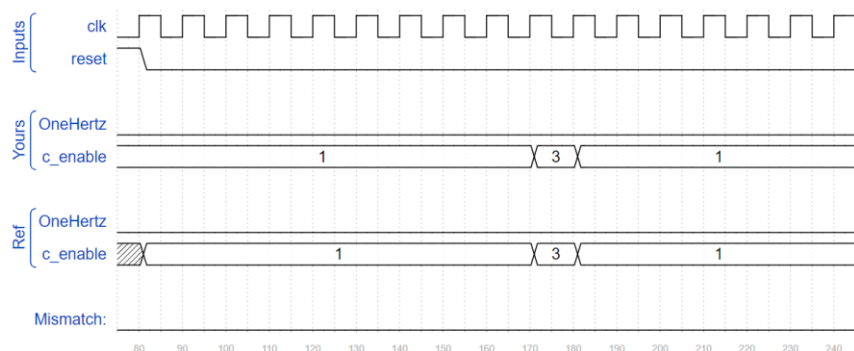 Inputs
clk
reset
Yours
OneHertz
c_enable 1 3 1
Ref
OneHertz
c_enable 1 3 1
Mismatch:
80 90 100 110 120 130 140 150 160 170 180 190 200 210 220 230 240